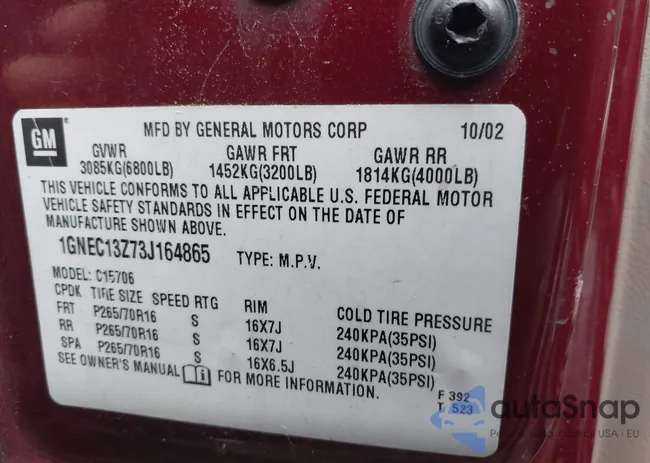 GM
MFD BY GENERAL MOTORS CORP 10/02
GVWR GAWR FRT GAWR RR
3085KG(6800LB) 1452KG(3200LB) 1814KG(4000LB)
THIS VEHICLE CONFORMS TO ALL APPLICABLE U.S. FEDERAL MOTOR
VEHICLE SAFETY STANDARDS IN EFFECT ON THE DATE OF
MANUFACTURE SHOWN ABOVE.
1GNEC13Z73J164865 TYPE: M.P.V.
MODEL: C15706
CPDK TIRE SIZE SPEED RTG RIM COLD TIRE PRESSURE
FRT P265/70R16 S 16X7J 240KPA(35PSI)
RR P265/70R16 S 16X7J 240KPA(35PSI)
SPA P265/70R16 S 16X6.5J 240KPA(35PSI)
SEE OWNER'S MANUAL FOR MORE INFORMATION.
F 392
T 523
autoSnap
USA - EU